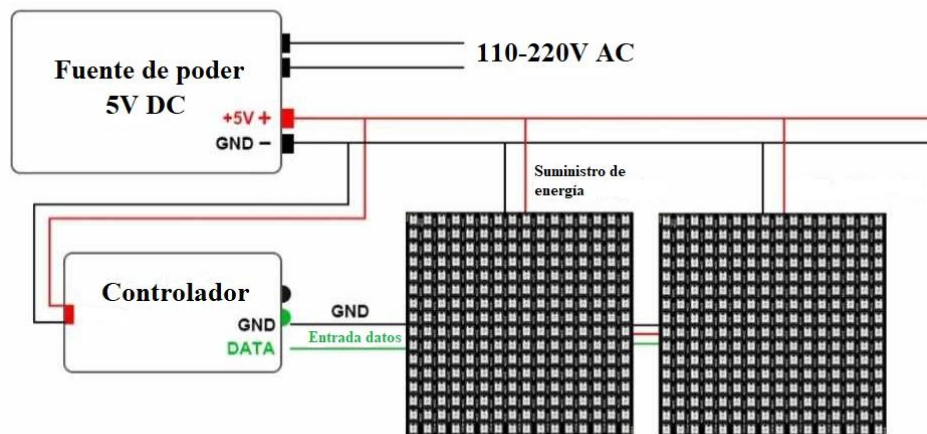 Fuente de poder
5V DC
110-220V AC
+5V +
GND −
Suministro de
energía
Controlador
GND
DATA
GND
Entrada datos